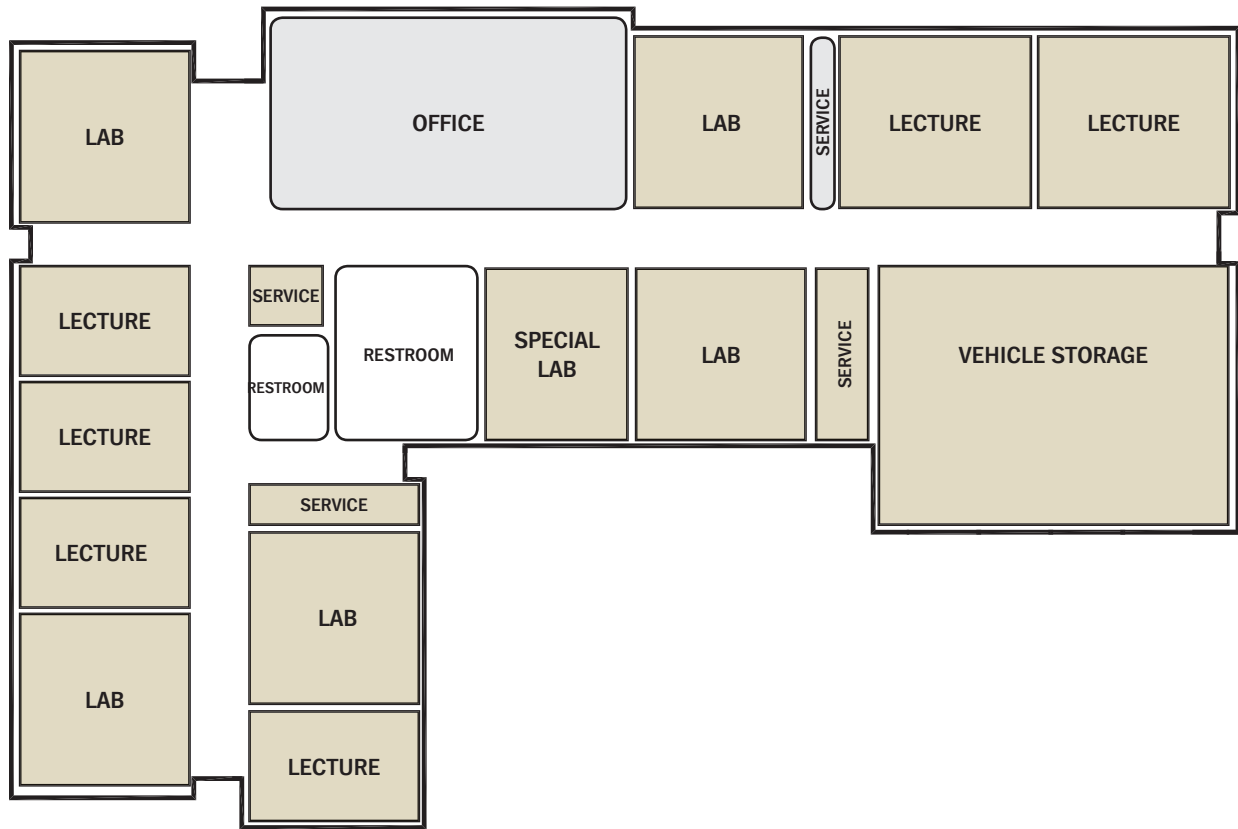 LAB
OFFICE
LAB
SERVICE
LECTURE
LECTURE
LECTURE
SERVICE
RESTROOM
RESTROOM
SPECIAL
LAB
LAB
SERVICE
VEHICLE STORAGE
LECTURE
LECTURE
SERVICE
LAB
LAB
LECTURE